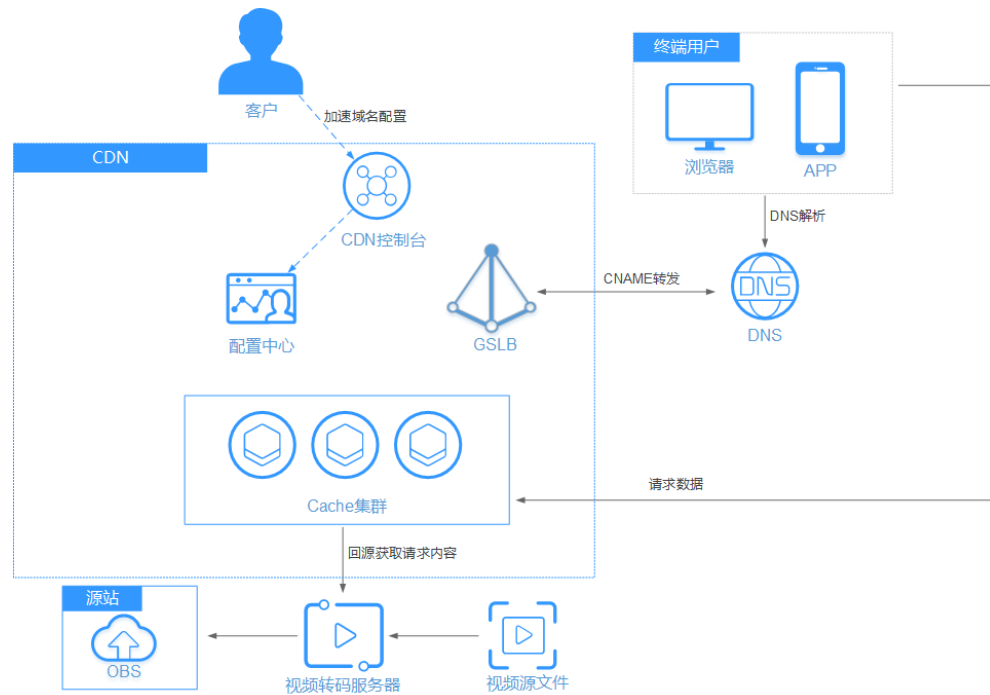 客户
加速域名配置
终端用户
浏览器
APP
CDN
CDN控制台
DNS解析
配置中心
GSLB
CNAME转发
DNS
DNS
Cache集群
请求数据
回源获取请求内容
源站
OBS
视频转码服务器
视频源文件